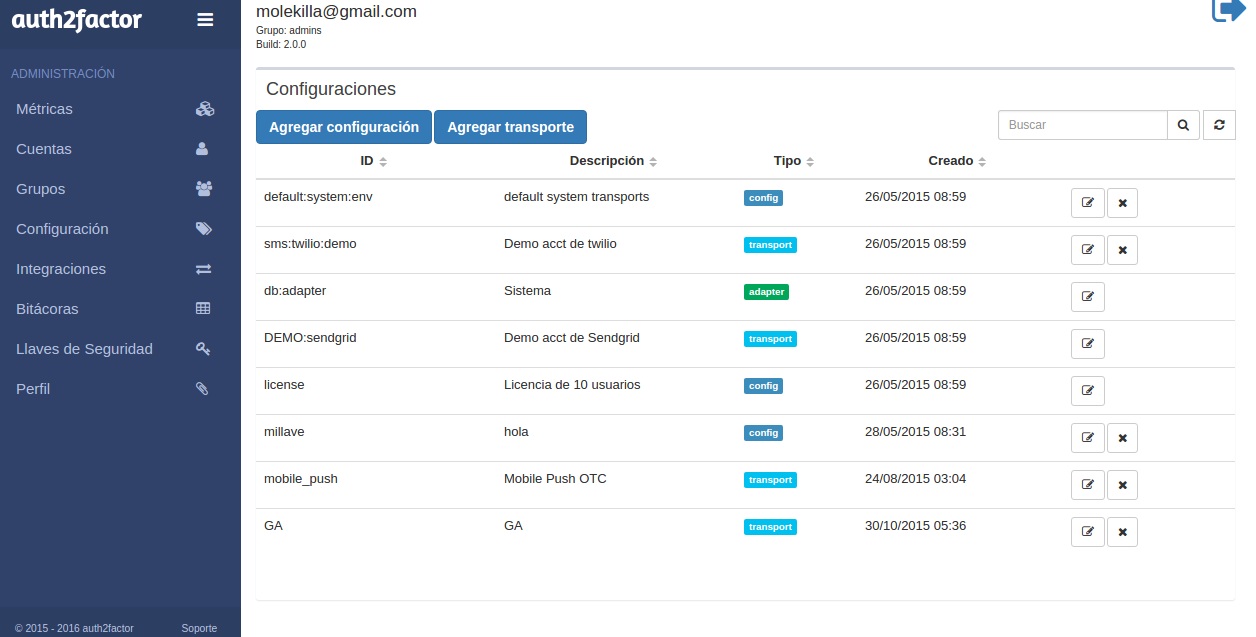 auth2factor
ADMINISTRACIÓN
Métricas
Cuentas
Grupos
Configuración
Integraciones
Bitácoras
Llaves de Seguridad
Perfil
© 2015 - 2016 auth2factor Soporte
molekilla@gmail.com
Grupo: admins
Build: 2.0.0
Configuraciones
Agregar configuración Agregar transporte Buscar
ID Descripción Tipo Creado
default:system:env default system transports config 26/05/2015 08:59
sms:twilio:demo Demo acct de twilio transport 26/05/2015 08:59
db:adapter Sistema adapter 26/05/2015 08:59
DEMO:sendgrid Demo acct de Sendgrid transport 26/05/2015 08:59
license Licencia de 10 usuarios config 26/05/2015 08:59
millave hola config 28/05/2015 08:31
mobile_push Mobile Push OTC transport 24/08/2015 03:04
GA GA transport 30/10/2015 05:36